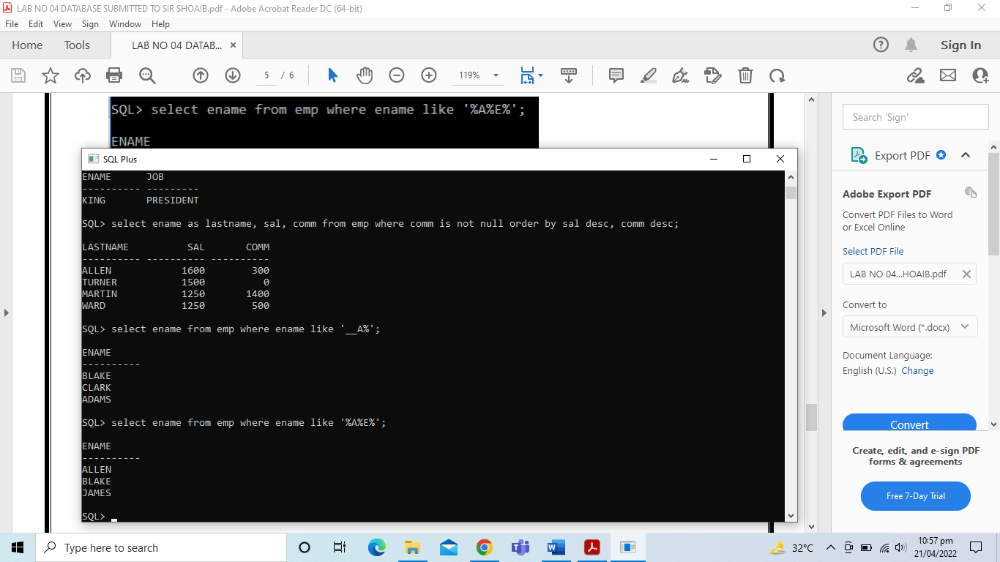 LAB NO 04 DATABASE SUBMITTED TO SIR SHOAIB.pdf - Adobe Acrobat Reader DC (64-bit)
File Edit View Sign Window Help
Home Tools LAB NO 04 DATAB... × Sign In
5 / 6 119%
SQL> select ename from emp where ename like '%A%E%';
ENAME
SQL Plus
ENAME      JOB
---------- ---------
KING       PRESIDENT
SQL> select ename as lastname, sal, comm from emp where comm is not null order by sal desc, comm desc;
LASTNAME          SAL       COMM
---------- ---------- ----------
ALLEN            1600        300
TURNER           1500          0
MARTIN           1250       1400
WARD             1250        500
SQL> select ename from emp where ename like '__A%';
ENAME
----------
BLAKE
CLARK
ADAMS
SQL> select ename from emp where ename like '%A%E%';
ENAME
----------
ALLEN
BLAKE
JAMES
SQL>
Search 'Sign'
Export PDF
Adobe Export PDF
Convert PDF Files to Word
or Excel Online
Select PDF File
LAB NO 04...HOAIB.pdf
Convert to
Microsoft Word (*.docx)
Document Language:
English (U.S.) Change
Convert
Create, edit, and e-sign PDF
forms & agreements
Free 7-Day Trial
Type here to search
32°C
10:57 pm
21/04/2022